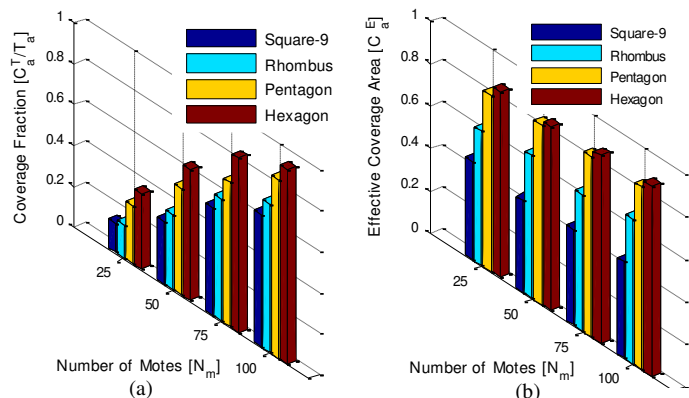 Coverage Fraction [C_a^T/T_a]
1
0.8
0.6
0.4
0.2
0
Square-9
Rhombus
Pentagon
Hexagon
25
50
75
100
Number of Motes [N_m]
(a)
Effective Coverage Area [C_a^E]
1
0.8
0.6
0.4
0.2
0
Square-9
Rhombus
Pentagon
Hexagon
25
50
75
100
Number of Motes [N_m]
(b)